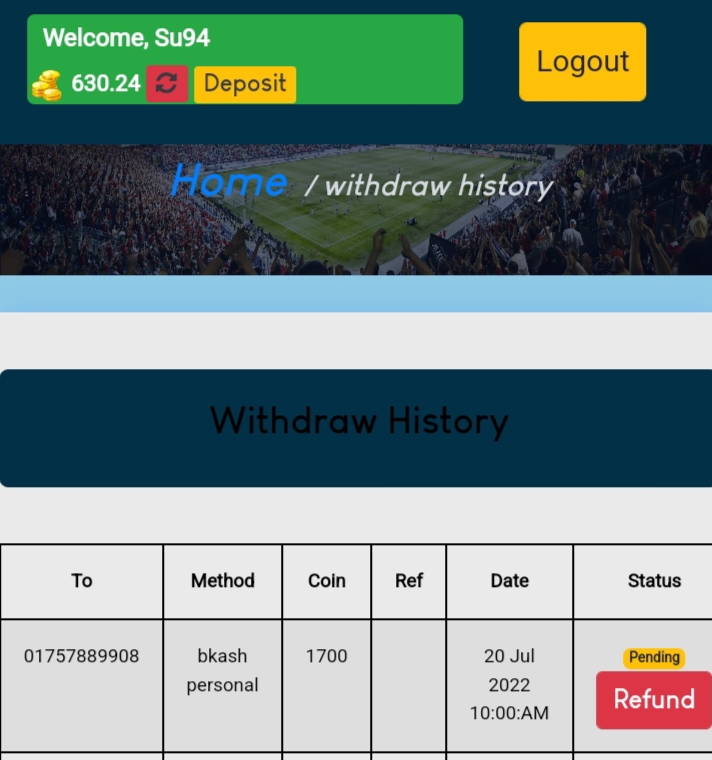 Welcome, Su94
630.24 Deposit
Logout
Home / withdraw history
Withdraw History
To Method Coin Ref Date Status
01757889908 bkash 1700 20 Jul Pending
personal 2022 Refund
10:00:AM